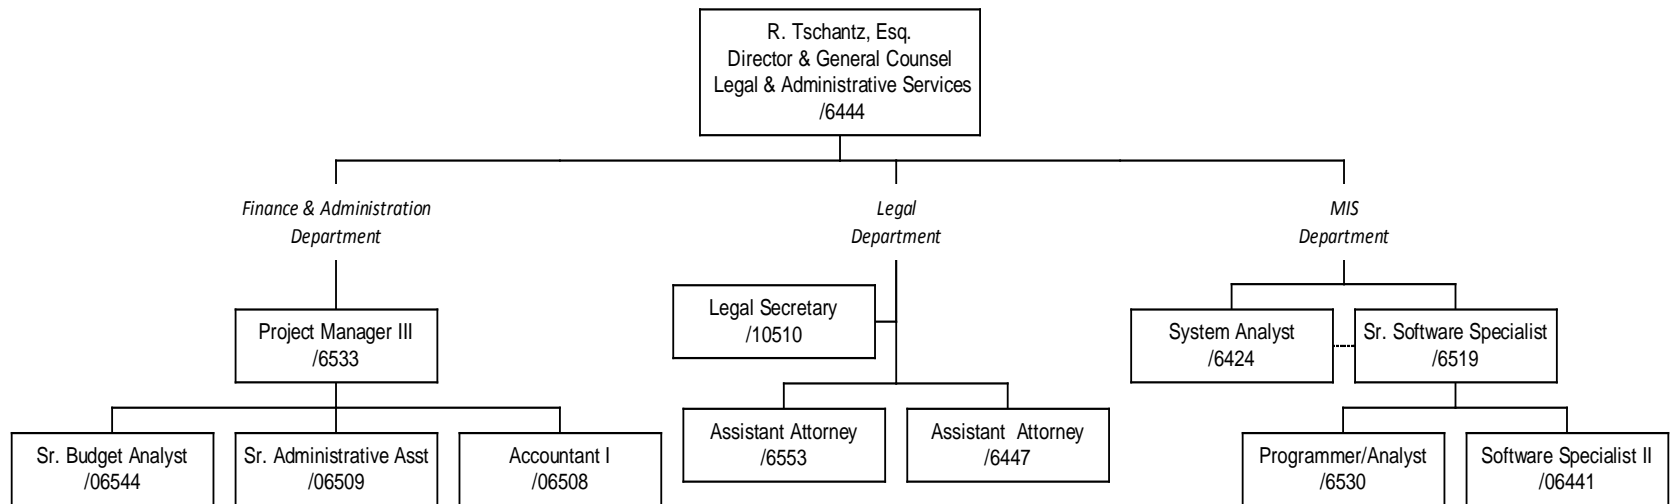 R. Tschantz, Esq.
Director & General Counsel
Legal & Administrative Services
/6444
Finance & Administration
Department
Legal
Department
MIS
Department
Legal Secretary
/10510
Project Manager III
/6533
System Analyst
/6424
Sr. Software Specialist
/6519
Sr. Budget Analyst
/06544
Sr. Administrative Asst
/06509
Accountant I
/06508
Assistant Attorney
/6553
Assistant Attorney
/6447
Programmer/Analyst
/6530
Software Specialist II
/06441